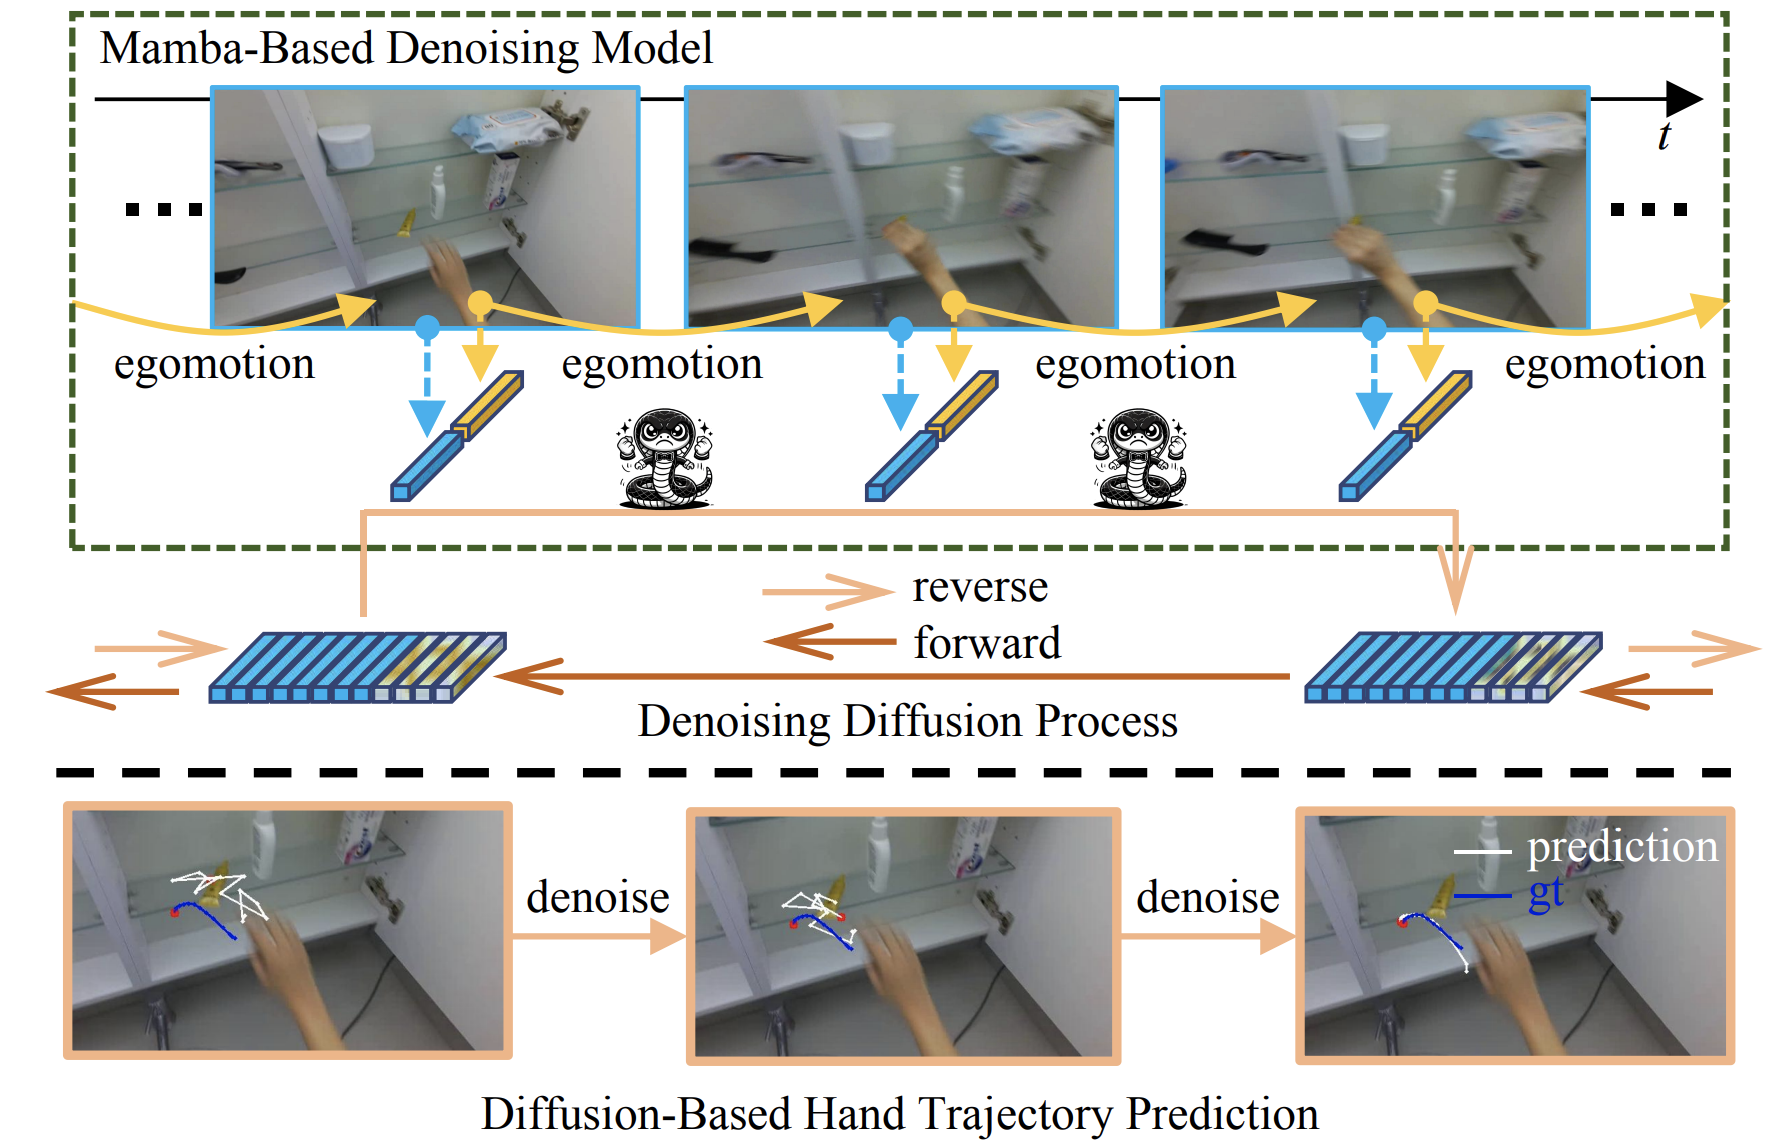 Mamba-Based Denoising Model
t
egomotion egomotion egomotion egomotion
reverse
forward
Denoising Diffusion Process
prediction
gt
denoise denoise
Diffusion-Based Hand Trajectory Prediction